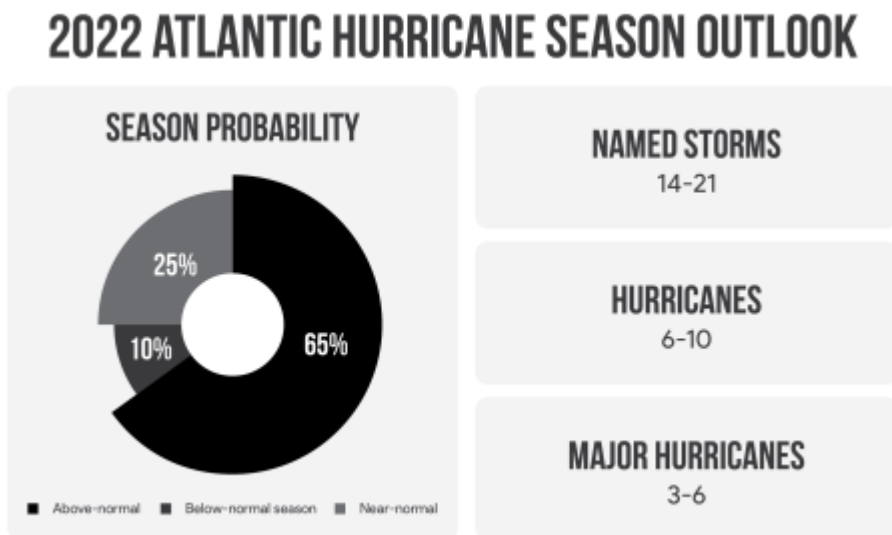 2022 ATLANTIC HURRICANE SEASON OUTLOOK
SEASON PROBABILITY
25%
10%
65%
Above-normal
Below-normal season
Near-normal
NAMED STORMS
14-21
HURRICANES
6-10
MAJOR HURRICANES
3-6